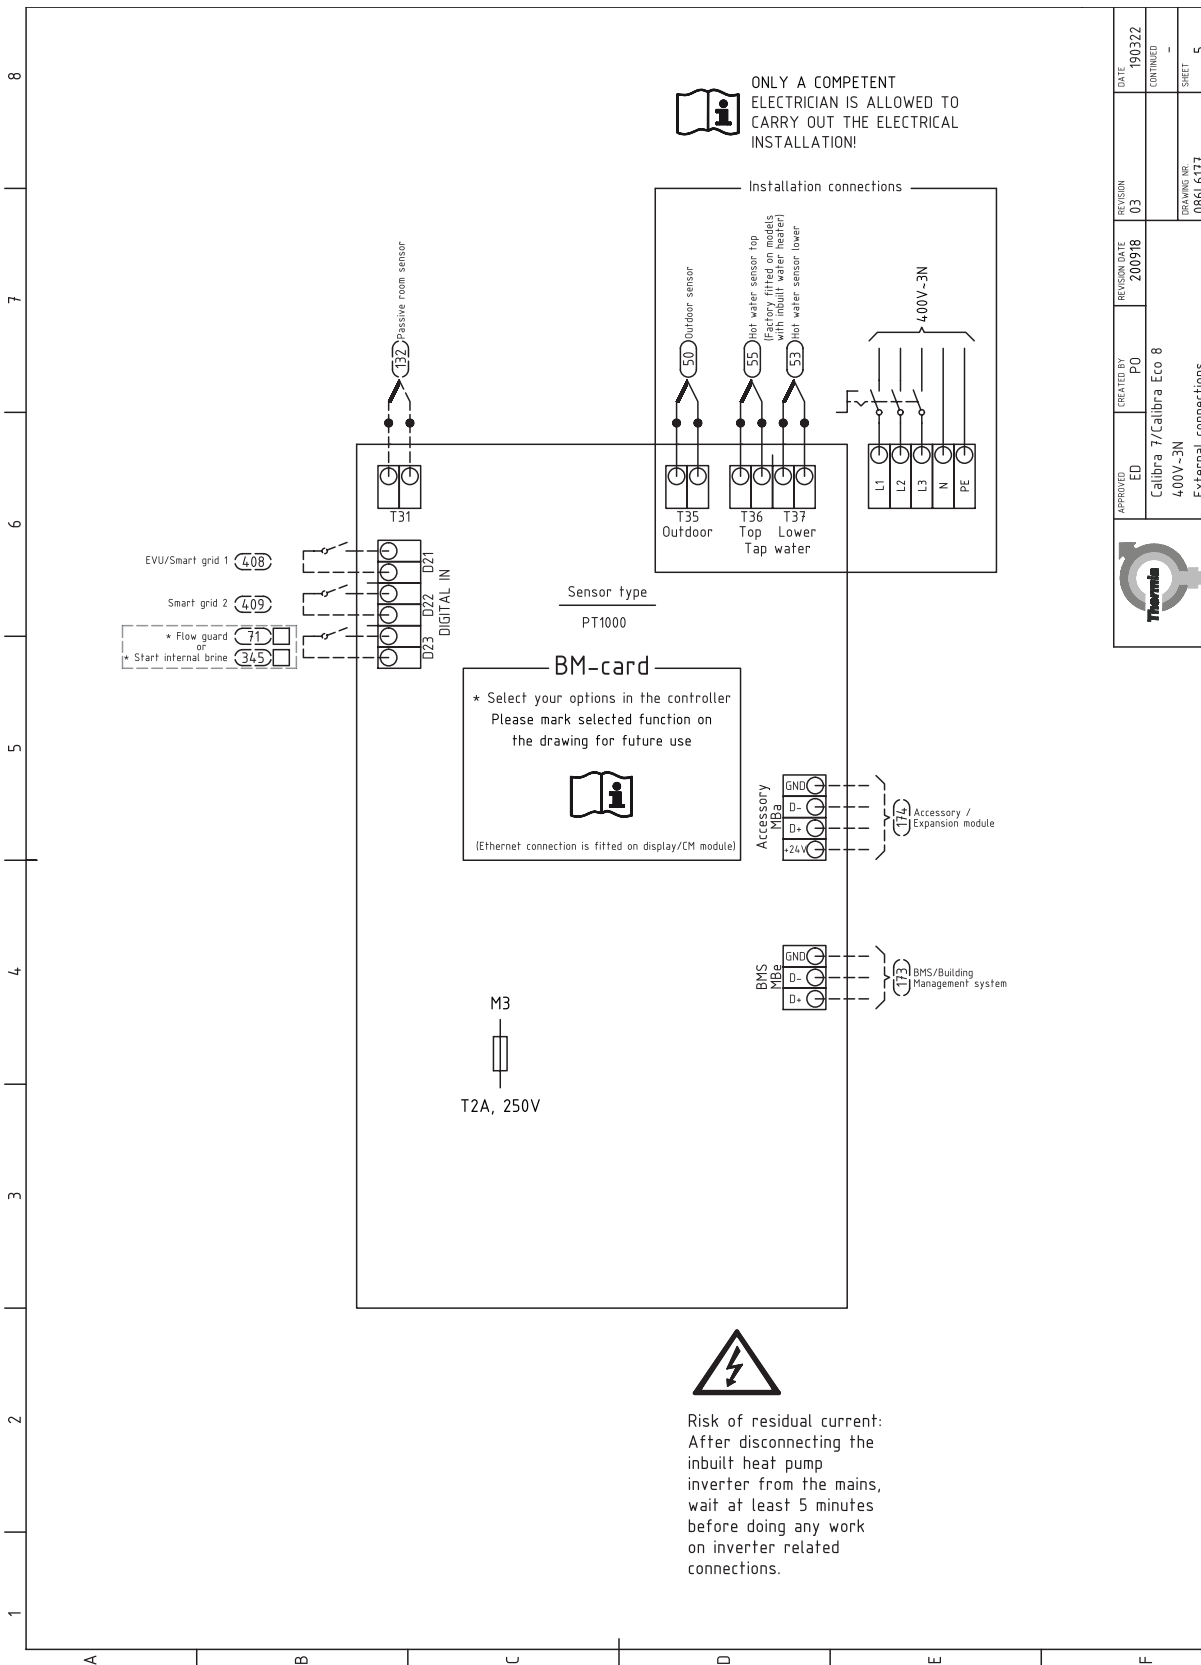 ONLY A COMPETENT
ELECTRICIAN IS ALLOWED TO
CARRY OUT THE ELECTRICAL
INSTALLATION!
Installation connections
132
Passive room sensor
50
Outdoor sensor
55
Hot water sensor top
(Factory fitted on models
with inbuilt water heater)
53
Hot water sensor lower
400V~3N
L1
L2
L3
N
PE
T31
T35
Outdoor
T36
Top
T37
Lower
Tap water
EVU/Smart grid 1
408
Smart grid 2
409
* Flow guard
71
or
* Start internal brine
345
D21
D22
D23
DIGITAL IN
Sensor type
PT1000
BM-card
* Select your options in the controller
Please mark selected function on
the drawing for future use
(Ethernet connection is fitted on display/CM module)
Accessory
MBa
GND
D-
D+
+24V
174
Accessory /
Expansion module
BMS
MBe
GND
D-
D+
173
BMS/Building
Management system
M3
T2A, 250V
Risk of residual current:
After disconnecting the
inbuilt heat pump
inverter from the mains,
wait at least 5 minutes
before doing any work
on inverter related
connections.
8
7
6
5
4
3
2
1
A
B
C
D
E
F
Thermia
APPROVED
ED
CREATED BY
PO
REVISION DATE
200918
REVISION
03
DATE
190322
Calibra 7/Calibra Eco 8
400V~3N
External connections
CONTINUED
-
DRAWING NR.
086L6177
SHEET
5